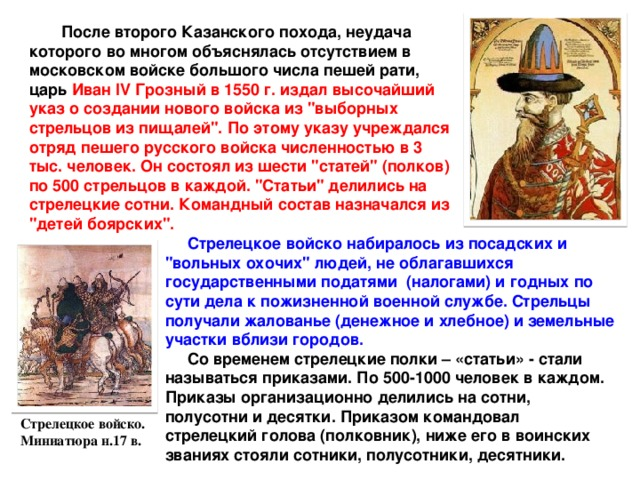 После второго Казанского похода, неудача
которого во многом объяснялась отсутствием в
московском войске большого числа пешей рати,
царь Иван IV Грозный в 1550 г. издал высочайший
указ о создании нового войска из "выборных
стрельцов из пищалей". По этому указу учреждался
отряд пешего русского войска численностью в 3
тыс. человек. Он состоял из шести "статей" (полков)
по 500 стрельцов в каждой. "Статьи" делились на
стрелецкие сотни. Командный состав назначался из
"детей боярских".
Стрелецкое войско набиралось из посадских и
"вольных охочих" людей, не облагавшихся
государственными податями (налогами) и годных по
сути дела к пожизненной военной службе. Стрельцы
получали жалованье (денежное и хлебное) и земельные
участки вблизи городов.
Со временем стрелецкие полки – «статьи» - стали
называться приказами. По 500-1000 человек в каждом.
Приказы организационно делились на сотни,
полусотни и десятки. Приказом командовал
стрелецкий голова (полковник), ниже его в воинских
званиях стояли сотники, полусотники, десятники.
Стрелецкое войско.
Миниатюра н.17 в.